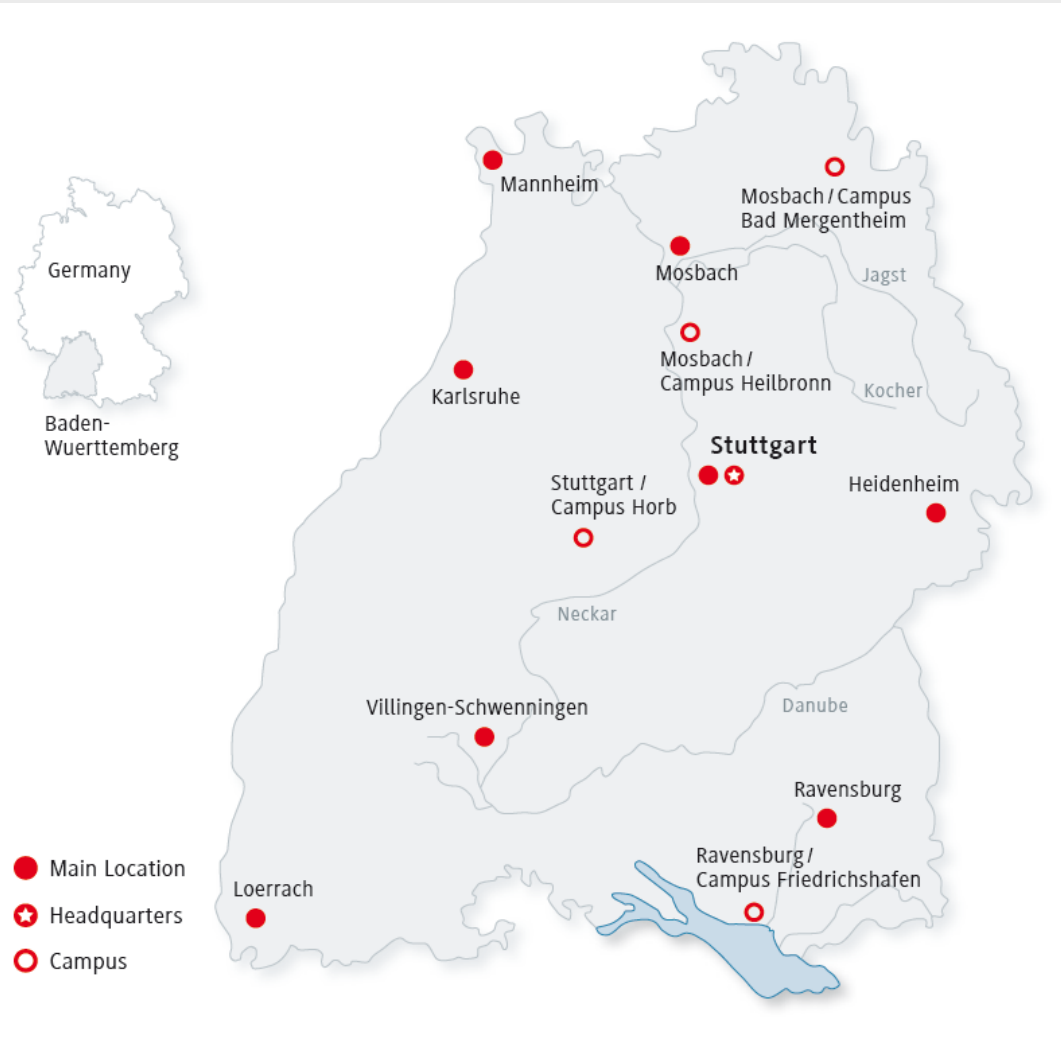 Mannheim
Mosbach / Campus
Bad Mergentheim
Mosbach
Germany
Jagst
Mosbach /
Campus Heilbronn
Karlsruhe
Kocher
Baden-
Wuerttemberg
Stuttgart
Stuttgart /
Campus Horb
Heidenheim
Neckar
Villingen-Schwenningen
Danube
Ravensburg
Ravensburg /
Campus Friedrichshafen
Loerrach
Main Location
Headquarters
Campus